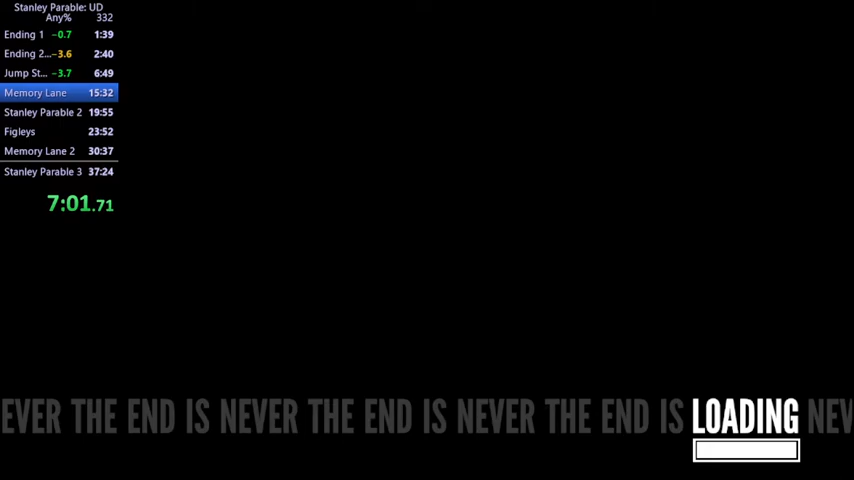 Stanley Parable: UD
Any% 332
Ending 1 -0.7 1:39
Ending 2... -3.6 2:40
Jump St... -3.7 6:49
Memory Lane 15:32
Stanley Parable 2 19:55
Figleys 23:52
Memory Lane 2 30:37
Stanley Parable 3 37:24
7:01.71
EVER THE END IS NEVER THE END IS NEVER THE END IS LOADING NEV